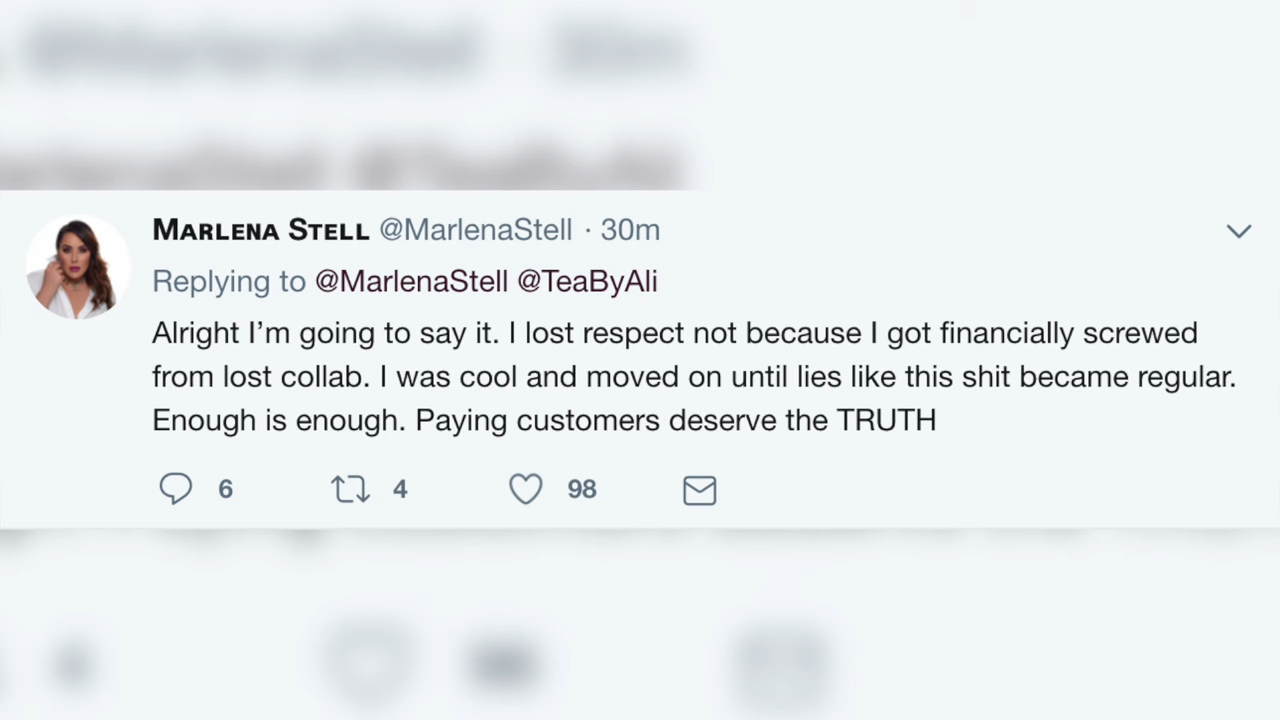 MARLENA STELL @MarlenaStell · 30m
Replying to @MarlenaStell @TeaByAli
Alright I’m going to say it. I lost respect not because I got financially screwed
from lost collab. I was cool and moved on until lies like this shit became regular.
Enough is enough. Paying customers deserve the TRUTH
6 4 98